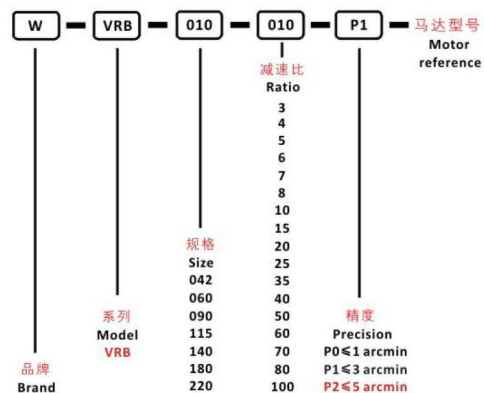 W — VRB — 010 — 010 — P1 — 马达型号
Motor
reference
减速比
Ratio
3
4
5
6
7
8
10
15
20
25
35
40
50
60
70
80
100
规格
Size
042
060
090
115
140
180
220
系列
Model
VRB
精度
Precision
P0≤1 arcmin
P1≤3 arcmin
P2≤5 arcmin
品牌
Brand